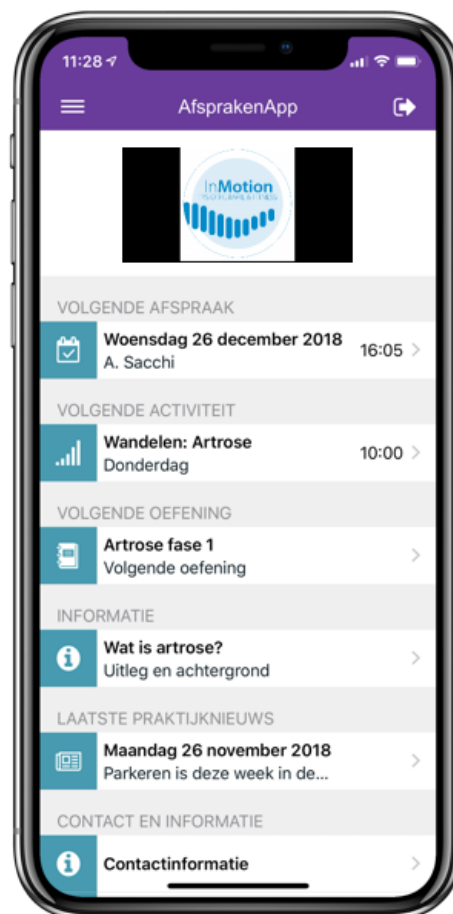 11:28
AfsprakenApp
InMotion
VOLGENDE AFSPRAAK
Woensdag 26 december 2018
A. Sacchi
16:05
VOLGENDE ACTIVITEIT
Wandelen: Artrose
Donderdag
10:00
VOLGENDE OEFENING
Artrose fase 1
Volgende oefening
INFORMATIE
Wat is artrose?
Uitleg en achtergrond
LAATSTE PRAKTIJKNIEUWS
Maandag 26 november 2018
Parkeren is deze week in de...
CONTACT EN INFORMATIE
Contactinformatie